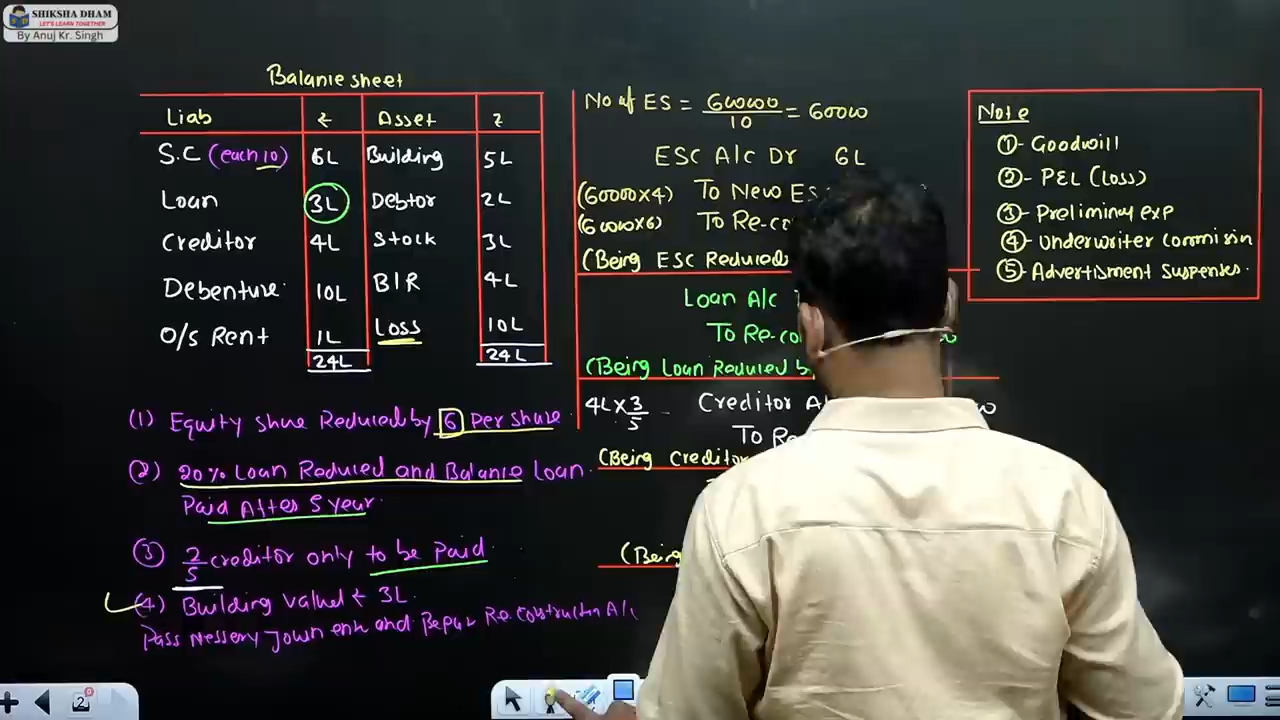 SHIKSHA DHAM
LET'S LEARN TOGETHER
By Anuj Kr. Singh
Balanie sheet
Liab ₹ Asset ₹
S.C (each 10) 6L Building 5L
Loan 3L Debtor 2L
Creditor 4L Stock 3L
Debenture 10L B/R 4L
O/s Rent 1L Loss 10L
24L 24L
(1) Equity Share Reduced by 6 Per Share
(2) 20% Loan Reduced and Balance Loan
Paid After 5 year
③ 2/5 creditor only to be Paid
(4) Building Value ₹ 3L
Pass
No of ES = 600000/10 = 60000
ESC A/c Dr 6L
(60000×4) To New ES
(60000×6) To Re-co
(Being ESC Reduced
Loan A/c
To Re-co
(Being Loan Reduced b
4L × 3/5 Creditor A
To Re
(Being Creditor
(Being
Note
①- Goodwill
②- P&L (Loss)
③- Preliminary exp
④- Underwriter Commissin
⑤- Advertisment Suspenses.
2